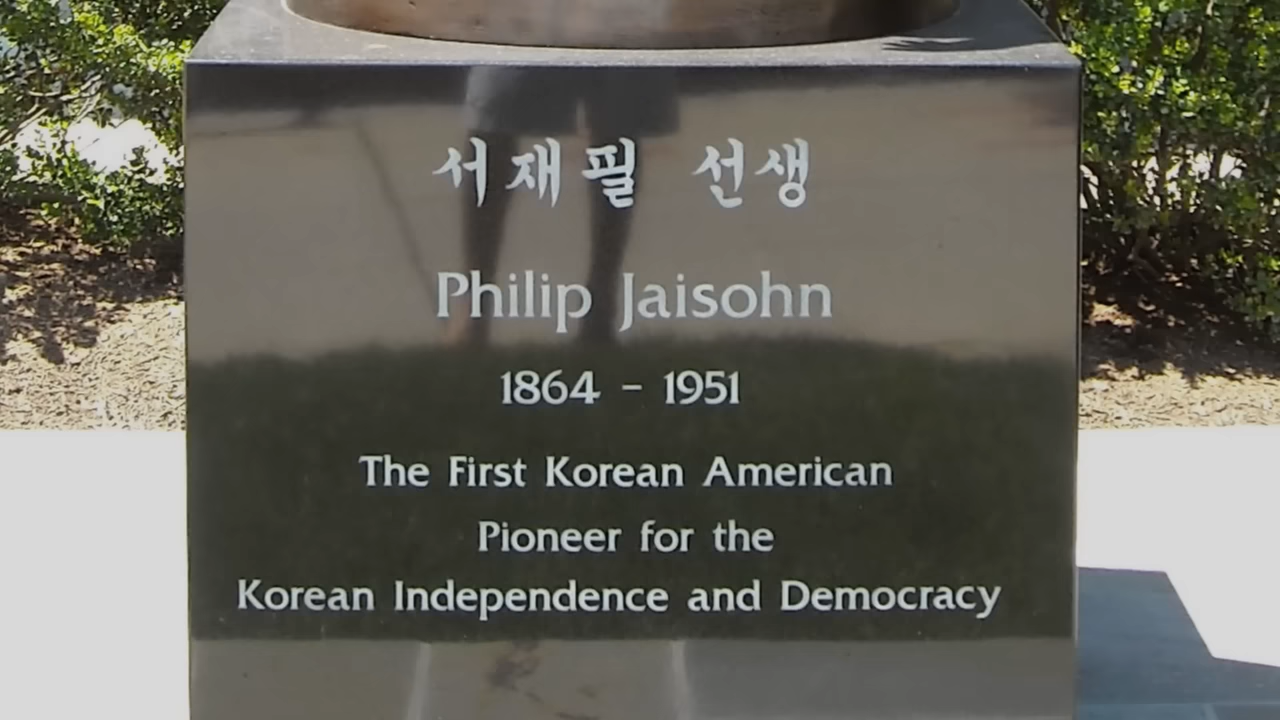 서재필 선생
Philip Jaisohn
1864 - 1951
The First Korean American
Pioneer for the
Korean Independence and Democracy